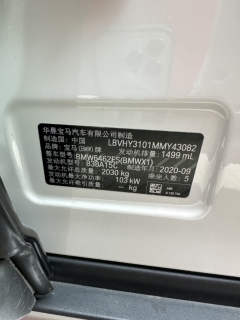 华晨宝马汽车有限公司制造
制造国：中国 LBVHY3101MMY43082
品牌：宝马(BMW)牌 发动机排量：1499 mL
整车型号：BMW6462ES(BMWX1)
发动机型号：B38A15C 制造年月：2020-09
最大允许总质量：2030 kg
最大净功率：103 kW 乘坐人数：5